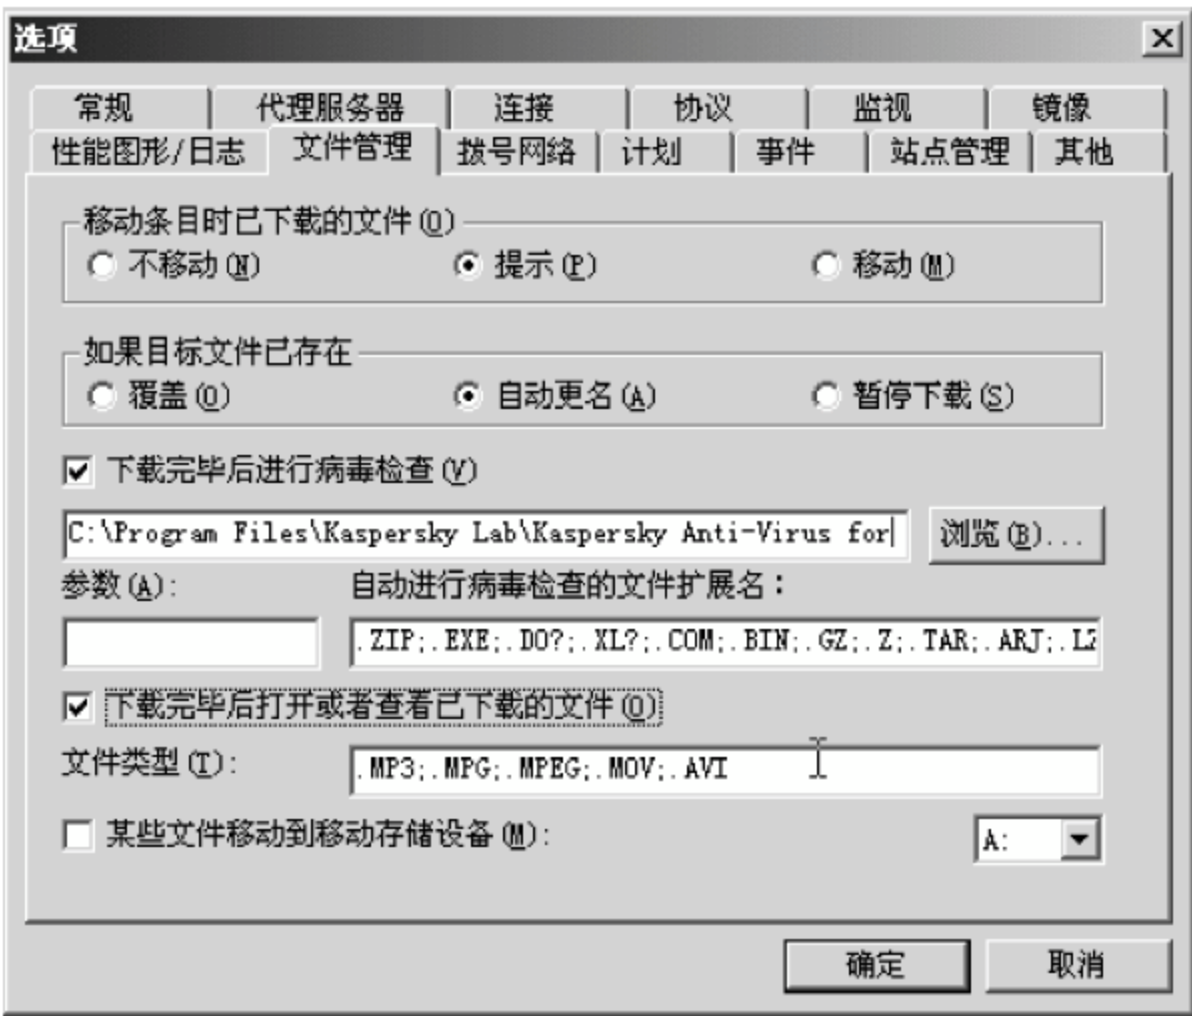 选项
常规 代理服务器 连接 协议 监视 镜像
性能图形/日志 文件管理 拨号网络 计划 事件 站点管理 其他
移动条目时已下载的文件(O)
不移动(N) 提示(P) 移动(M)
如果目标文件已存在
覆盖(O) 自动更名(A) 暂停下载(S)
下载完毕后进行病毒检查(V)
C:\Program Files\Kaspersky Lab\Kaspersky Anti-Virus for 浏览(B)...
参数(A): 自动进行病毒检查的文件扩展名：
.ZIP;.EXE;.DO?;.XL?;.COM;.BIN;.GZ;.Z;.TAR;.ARJ;
下载完毕后打开或者查看已下载的文件(O)
文件类型(T): .MP3;.MPG;.MPEG;.MOV;.AVI
某些文件移动到移动存储设备(M): A:
确定 取消